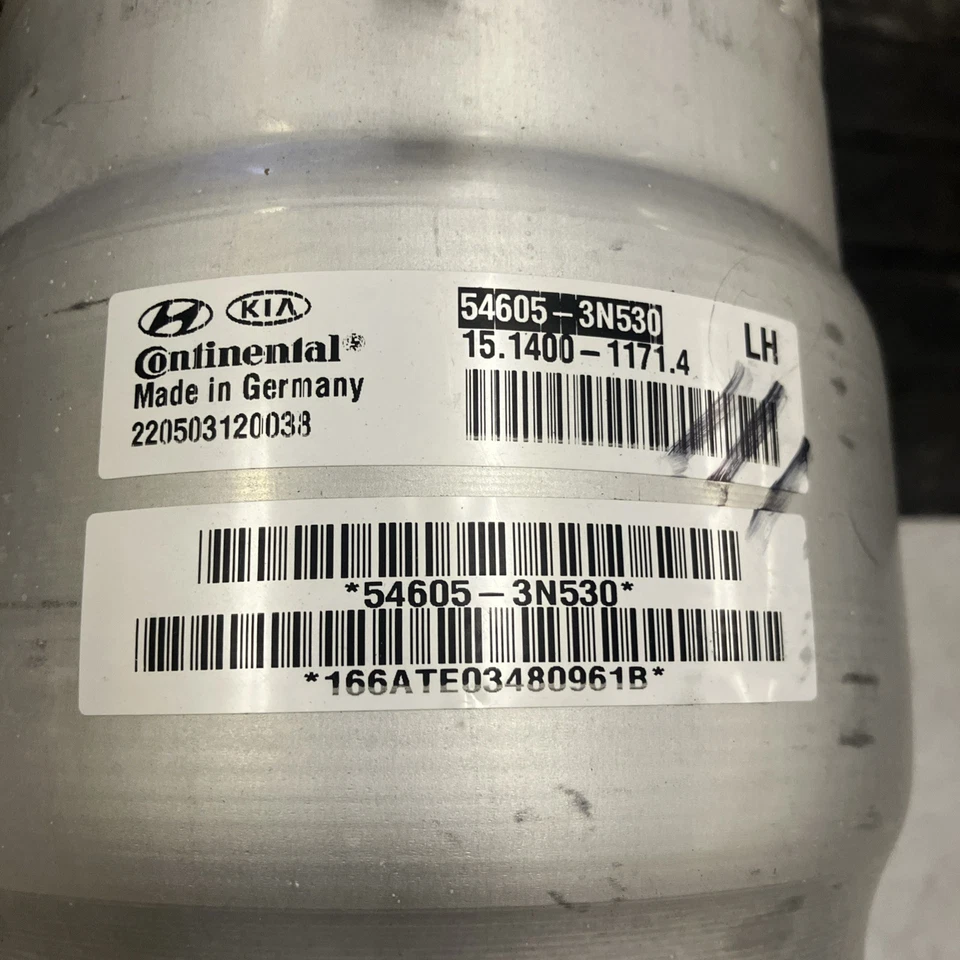 KIA
Continental
Made in Germany
220503120038
54605-3N530
15.1400-1171.4
LH
*54605-3N530*
*166ATE03480961B*